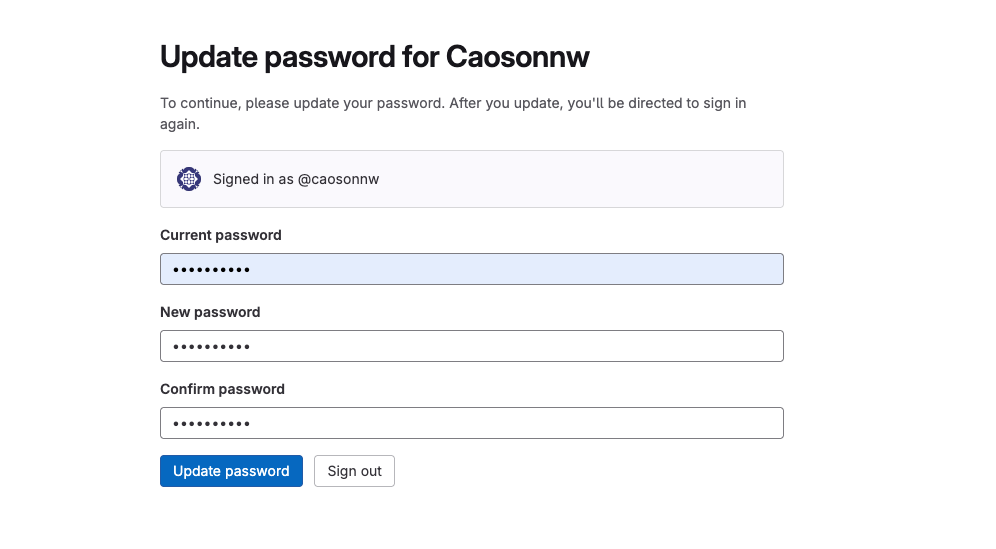 Update password for Caosonnw
To continue, please update your password. After you update, you'll be directed to sign in
again.
Signed in as @caosonnw
Current password
••••••••••
New password
••••••••••
Confirm password
••••••••••
Update password
Sign out